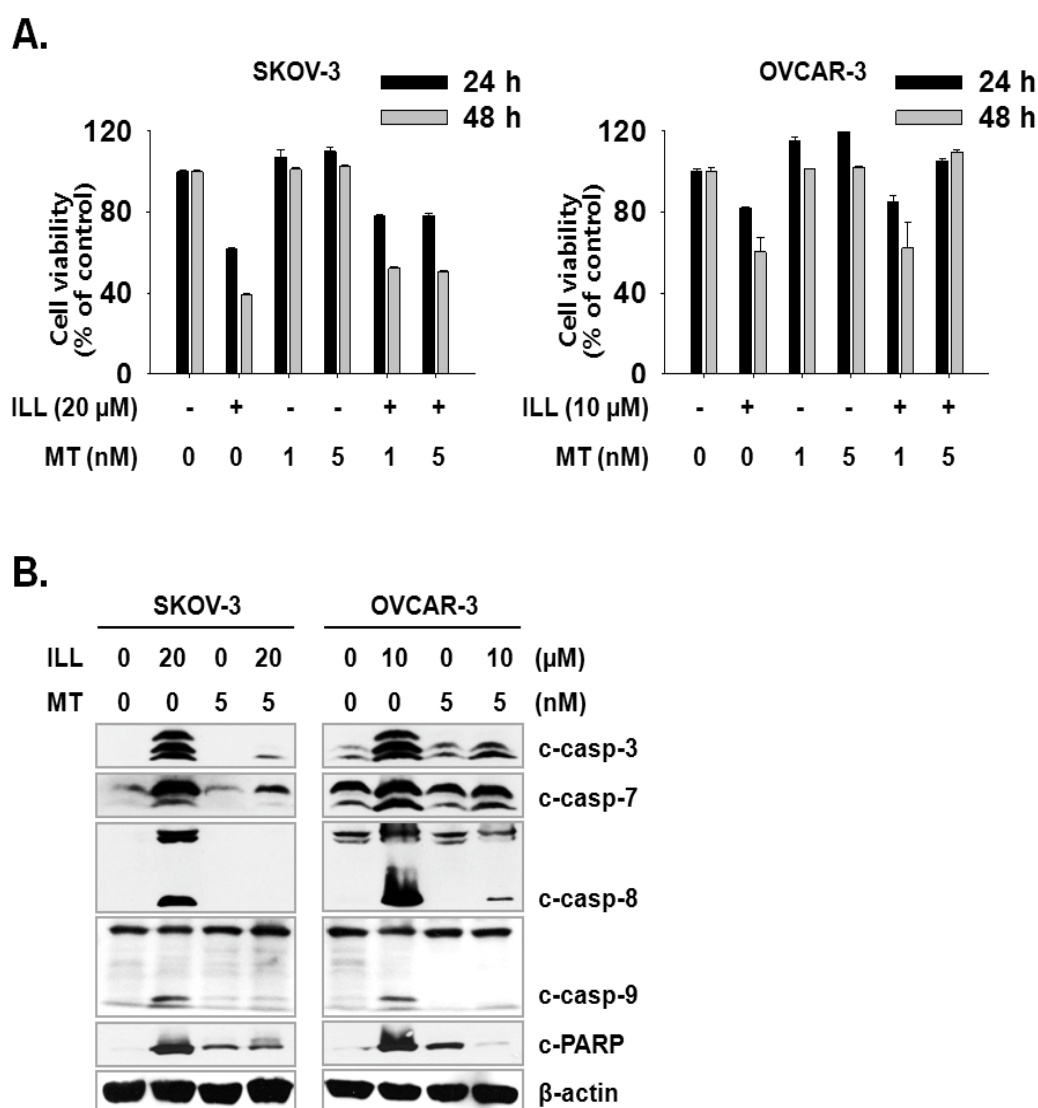 A.
SKOV-3
24 h
48 h
120
80
40
0
Cell viability
(% of control)
ILL (20 μM) - + - - + +
MT (nM) 0 0 1 5 1 5
OVCAR-3
24 h
48 h
120
80
40
0
Cell viability
(% of control)
ILL (10 μM) - + - - + +
MT (nM) 0 0 1 5 1 5
B.
SKOV-3 OVCAR-3
ILL 0 20 0 20 0 10 0 10 (μM)
MT 0 0 5 5 0 0 5 5 (nM)
c-casp-3
c-casp-7
c-casp-8
c-casp-9
c-PARP
β-actin